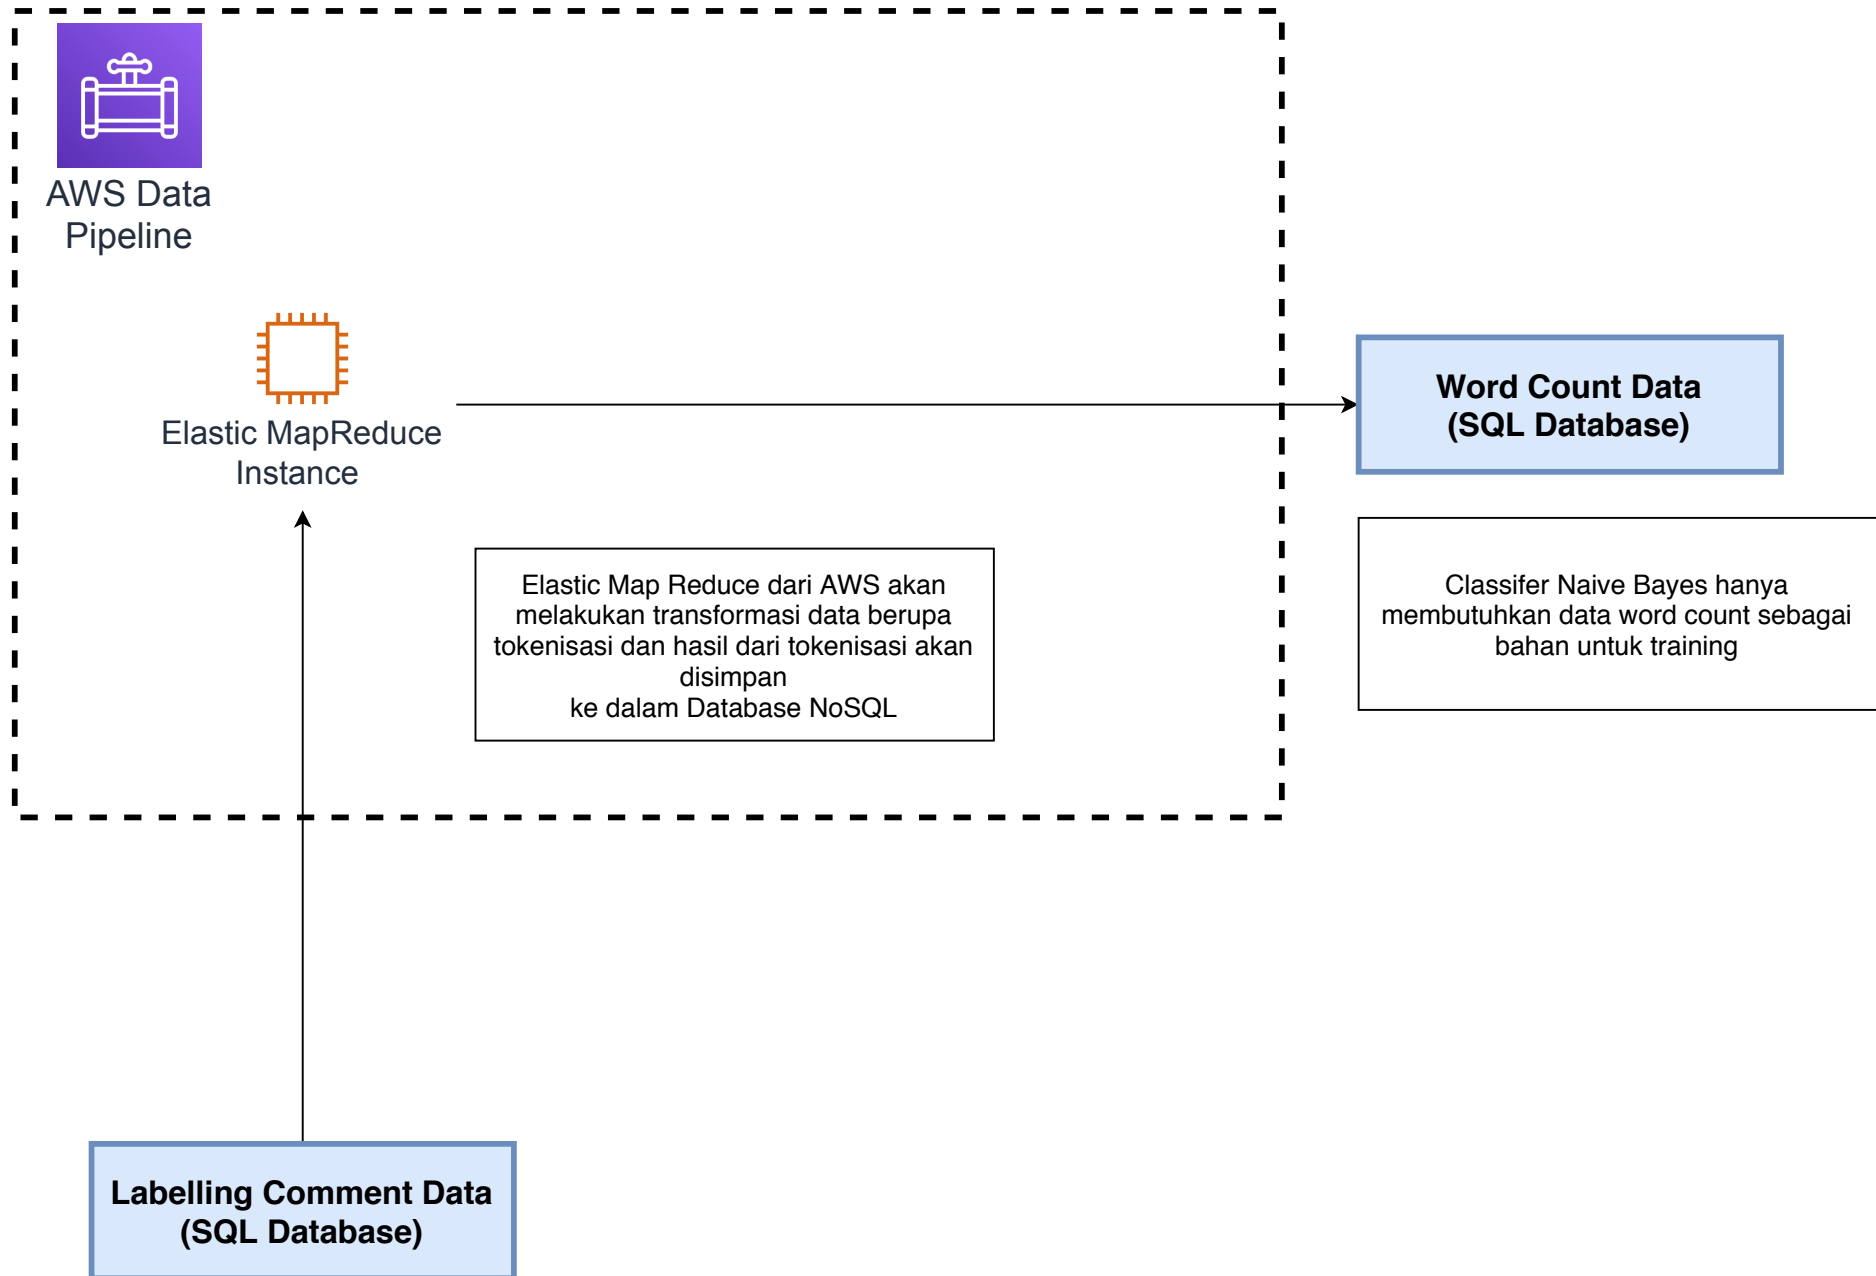 AWS Data
Pipeline
Elastic MapReduce
Instance
Word Count Data
(SQL Database)
Elastic Map Reduce dari AWS akan
melakukan transformasi data berupa
tokenisasi dan hasil dari tokenisasi akan
disimpan
ke dalam Database NoSQL
Classifer Naive Bayes hanya
membutuhkan data word count sebagai
bahan untuk training
Labelling Comment Data
(SQL Database)